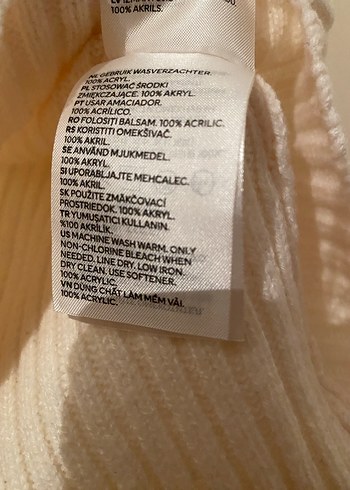 100% AKRILS.
NL GEBRUIK WASVERZACHTER.
100% ACRYL.
PL STOSOWAĆ ŚRODKI
ZMIĘKCZAJĄCE. 100% AKRYL.
PT USAR AMACIADOR.
100% ACRÍLICO.
RO FOLOSIȚI BALSAM. 100% ACRILIC.
RS KORISTITI OMEKŠIVAČ.
100% AKRIL.
SE ANVÄND MJUKMEDEL.
100% AKRYL.
SI UPORABLJAJTE MEHČALEC.
100% AKRIL.
SK POUŽITE ZMÄKČOVACÍ
PROSTRIEDOK. 100% AKRYL.
TR YUMUŞATICI KULLANIN.
%100 AKRİLİK.
US MACHINE WASH WARM. ONLY
NON-CHLORINE BLEACH WHEN
NEEDED. LINE DRY. LOW IRON.
DRY CLEAN. USE SOFTENER.
100% ACRYLIC.
VN DÙNG CHẤT LÀM MỀM VẢI.
100% ACRYLIC.